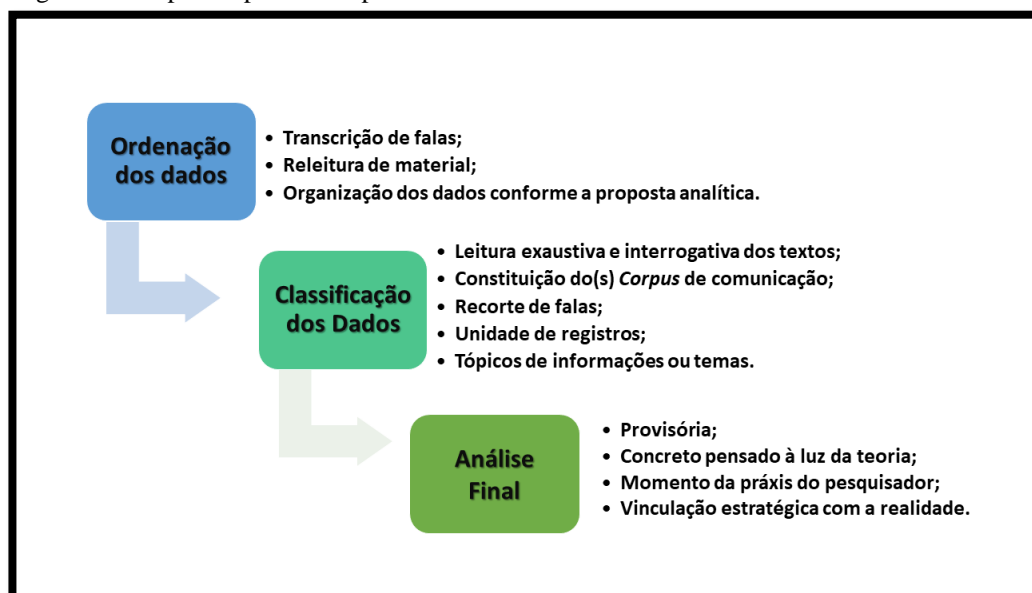 Ordenação
dos dados
• Transcrição de falas;
• Releitura de material;
• Organização dos dados conforme a proposta analítica.
Classificação
dos Dados
• Leitura exaustiva e interrogativa dos textos;
• Constituição do(s) Corpus de comunicação;
• Recorte de falas;
• Unidade de registros;
• Tópicos de informações ou temas.
Análise
Final
• Provisória;
• Concreto pensado à luz da teoria;
• Momento da práxis do pesquisador;
• Vinculação estratégica com a realidade.